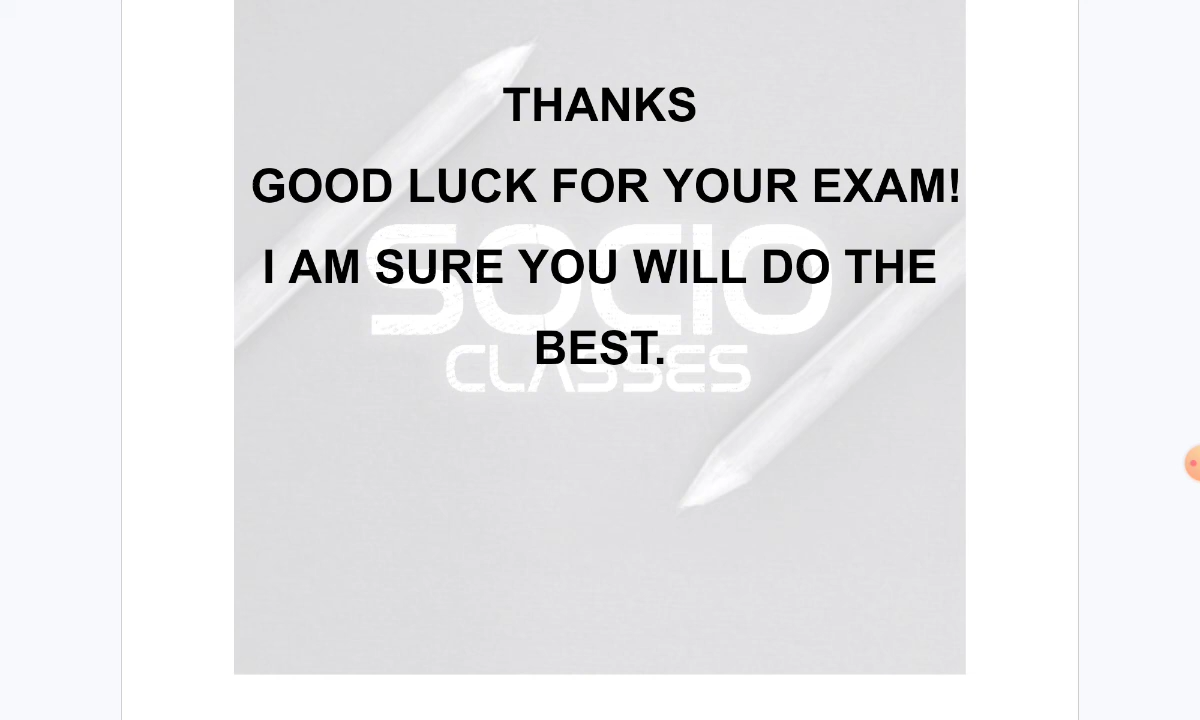 THANKS
GOOD LUCK FOR YOUR EXAM!
I AM SURE YOU WILL DO THE
BEST.
SOCIO
CLASSES